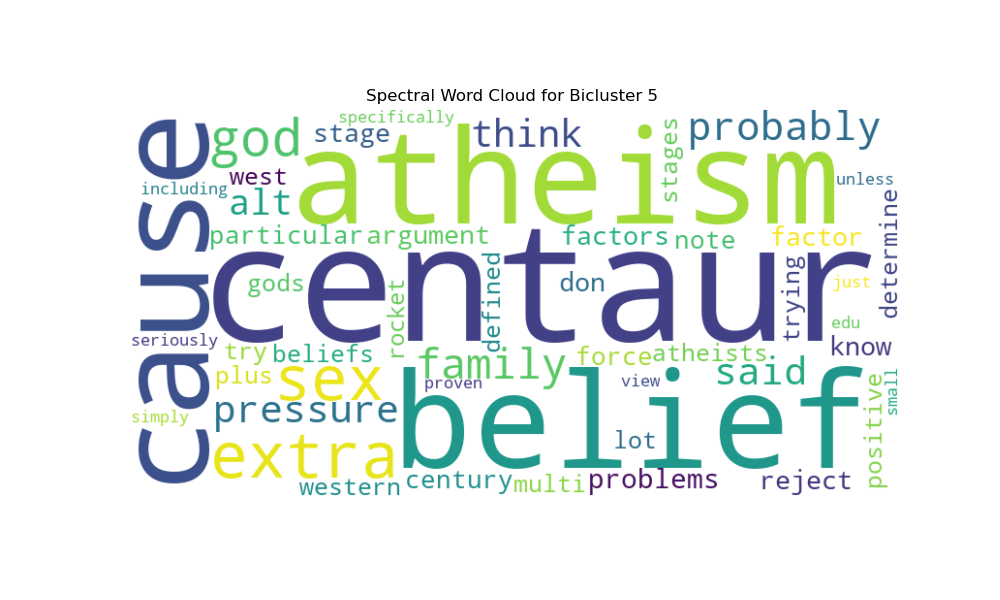 Spectral Word Cloud for Bicluster 5
specifically
cause
god
stage
think
probably
atheism
stages
including
west
unless
alt
particular
argument
factors
note
factor
determine
centaur
gods
rocket
defined
don
trying
just
edu
seriously
try
beliefs
family
force
atheists
know
plus
sex
proven
view
said
small
simply
pressure
belief
positive
extra
lot
western
century
multi
problems
reject